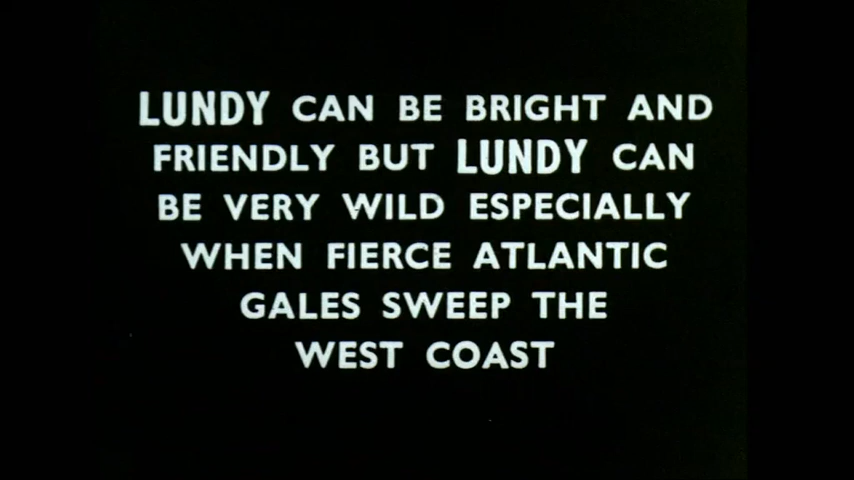 LUNDY CAN BE BRIGHT AND
FRIENDLY BUT LUNDY CAN
BE VERY WILD ESPECIALLY
WHEN FIERCE ATLANTIC
GALES SWEEP THE
WEST COAST